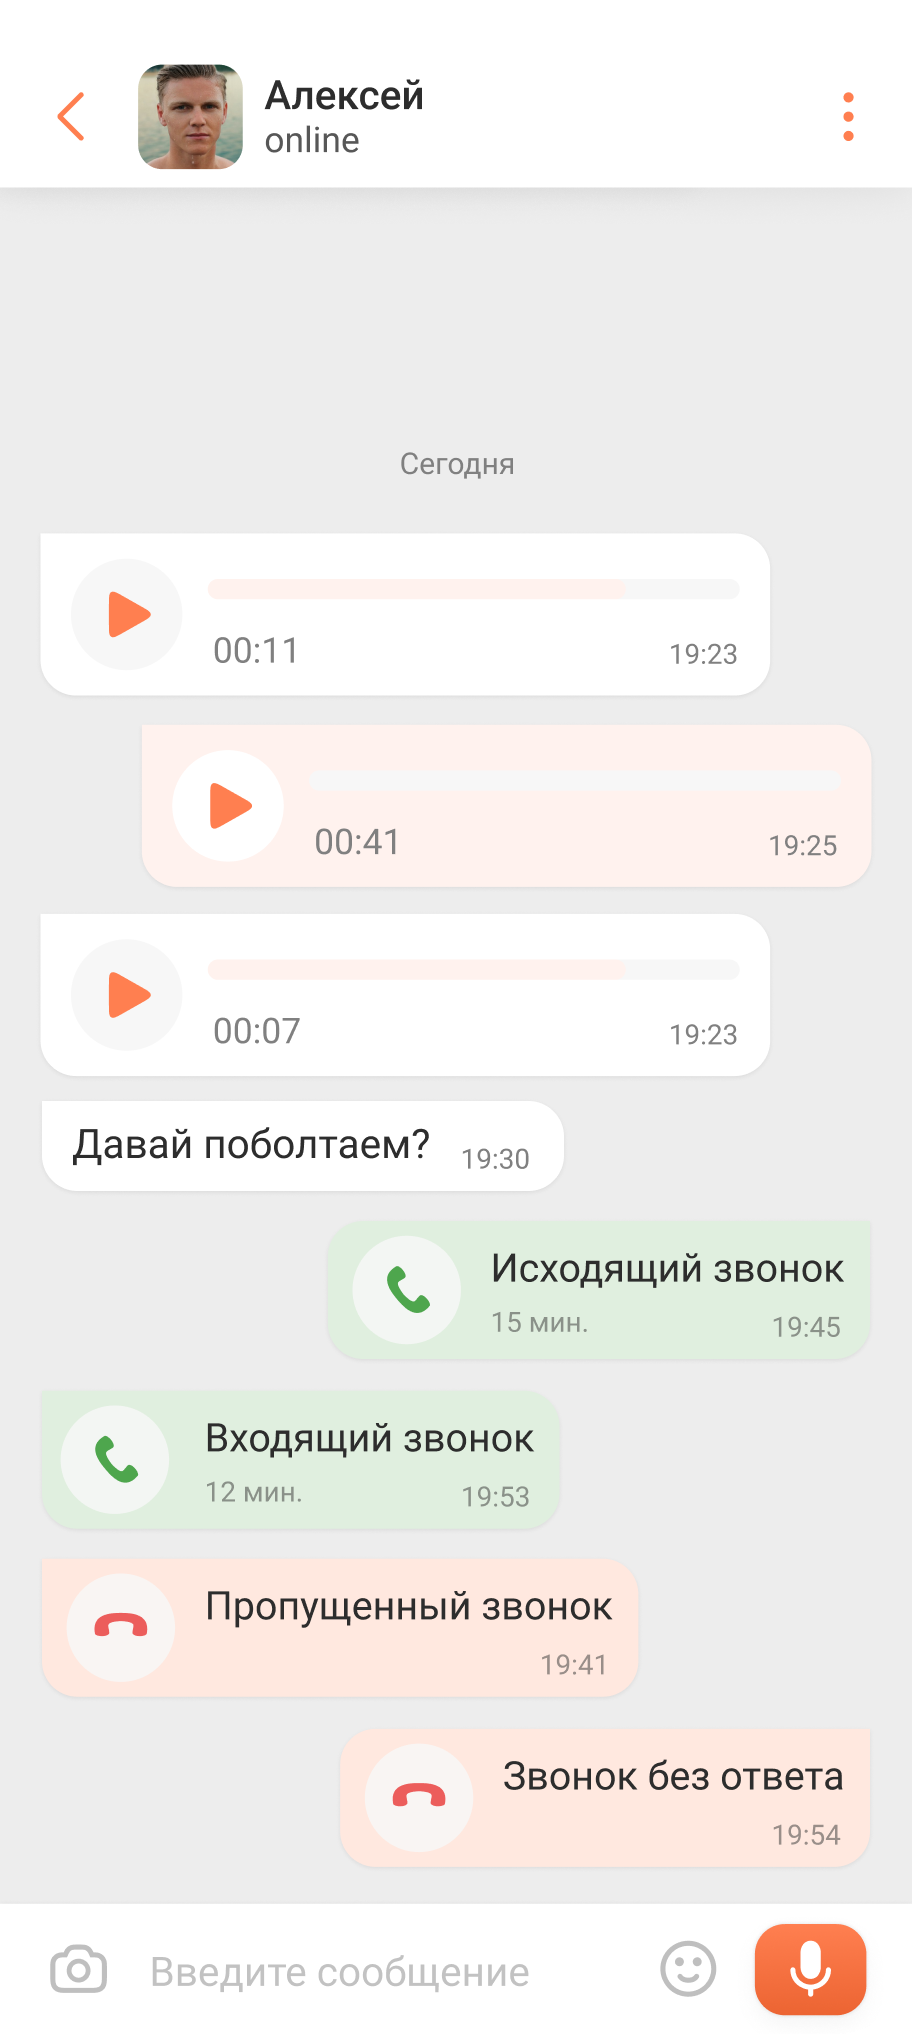 Алексей
online
Сегодня
00:11
19:23
00:41
19:25
00:07
19:23
Давай поболтаем? 19:30
Исходящий звонок
15 мин. 19:45
Входящий звонок
12 мин. 19:53
Пропущенный звонок
19:41
Звонок без ответа
19:54
Введите сообщение